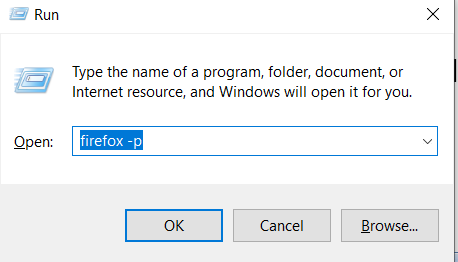 Run
Type the name of a program, folder, document, or
Internet resource, and Windows will open it for you.
Open: firefox -p
OK Cancel Browse...